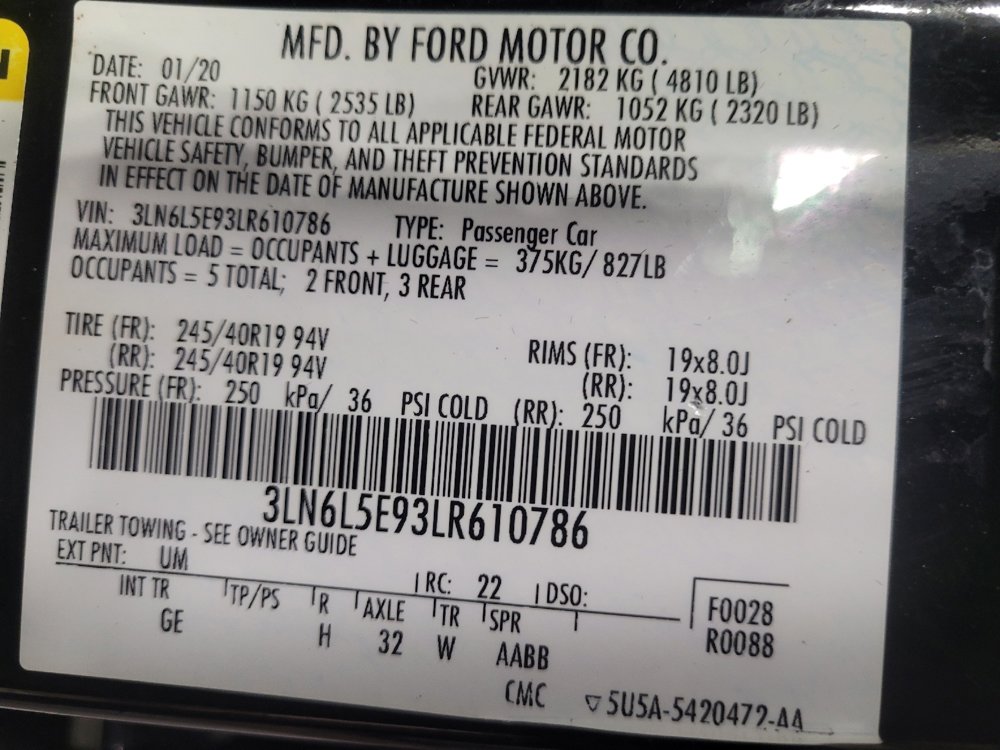 MFD. BY FORD MOTOR CO.
DATE: 01/20 GVWR: 2182 KG ( 4810 LB)
FRONT GAWR: 1150 KG ( 2535 LB) REAR GAWR: 1052 KG ( 2320 LB)
THIS VEHICLE CONFORMS TO ALL APPLICABLE FEDERAL MOTOR
VEHICLE SAFETY, BUMPER, AND THEFT PREVENTION STANDARDS
IN EFFECT ON THE DATE OF MANUFACTURE SHOWN ABOVE.
VIN: 3LN6L5E93LR610786 TYPE: Passenger Car
MAXIMUM LOAD = OCCUPANTS + LUGGAGE = 375KG/ 827LB
OCCUPANTS = 5 TOTAL; 2 FRONT, 3 REAR
TIRE (FR): 245/40R19 94V RIMS (FR): 19x8.0J
(RR): 245/40R19 94V (RR): 19x8.0J
PRESSURE (FR): 250 kPa/ 36 PSI COLD (RR): 250 kPa/ 36 PSI COLD
3LN6L5E93LR610786
TRAILER TOWING - SEE OWNER GUIDE
EXT PNT: UM RC: 22 DSO:
INT TR TP/PS R AXLE TR SPR F0028
GE H 32 W AABB R0088
CMC ▽5U5A-5420472-AA